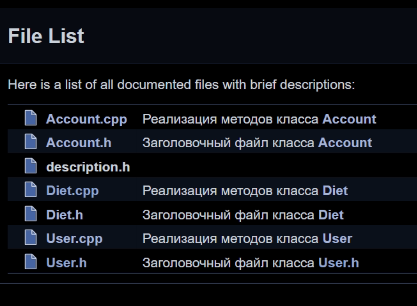 File List
Here is a list of all documented files with brief descriptions:
Account.cpp Реализация методов класса Account
Account.h Заголовочный файл класса Account
description.h
Diet.cpp Реализация методов класса Diet
Diet.h Заголовочный файл класса Diet
User.cpp Реализация методов класса User
User.h Заголовочный файл класса User.h